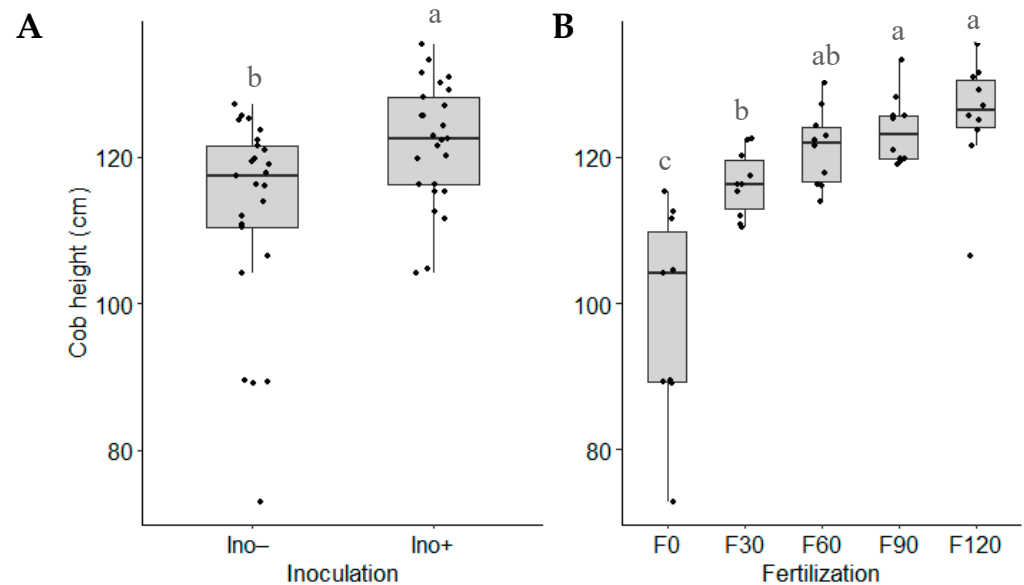 A
B
a
b
c
b
ab
a
a
Cob height (cm)
120
100
80
120
100
80
Ino–
Ino+
F0
F30
F60
F90
F120
Inoculation
Fertilization